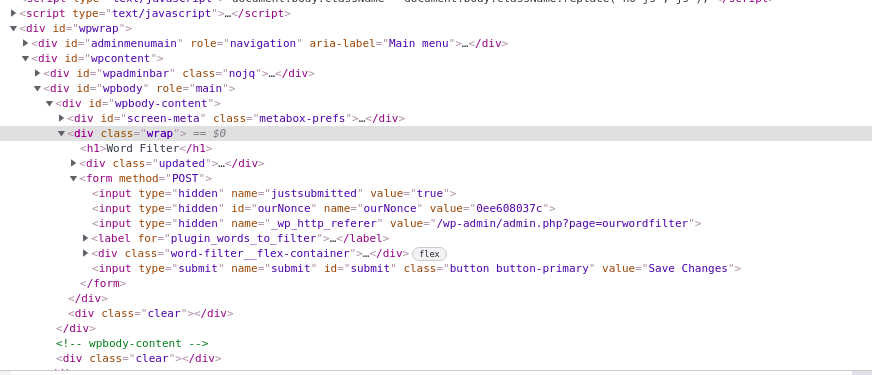 ▶<script type="text/javascript">…</script>
▼<div id="wpwrap">
▶<div id="adminmenumain" role="navigation" aria-label="Main menu">…</div>
▼<div id="wpcontent">
▶<div id="wpadminbar" class="nojq">…</div>
▼<div id="wpbody" role="main">
▼<div id="wpbody-content">
▶<div id="screen-meta" class="metabox-prefs">…</div>
▼<div class="wrap"> == $0
<h1>Word Filter</h1>
▶<div class="updated">…</div>
▼<form method="POST">
<input type="hidden" name="justsubmitted" value="true">
<input type="hidden" id="ourNonce" name="ourNonce" value="0ee608037c">
<input type="hidden" name="_wp_http_referer" value="/wp-admin/admin.php?page=ourwordfilter">
▶<label for="plugin_words_to_filter">…</label>
▶<div class="word-filter__flex-container">…</div> flex
<input type="submit" name="submit" id="submit" class="button button-primary" value="Save Changes">
</form>
</div>
<div class="clear"></div>
</div>
<!-- wpbody-content -->
<div class="clear"></div>